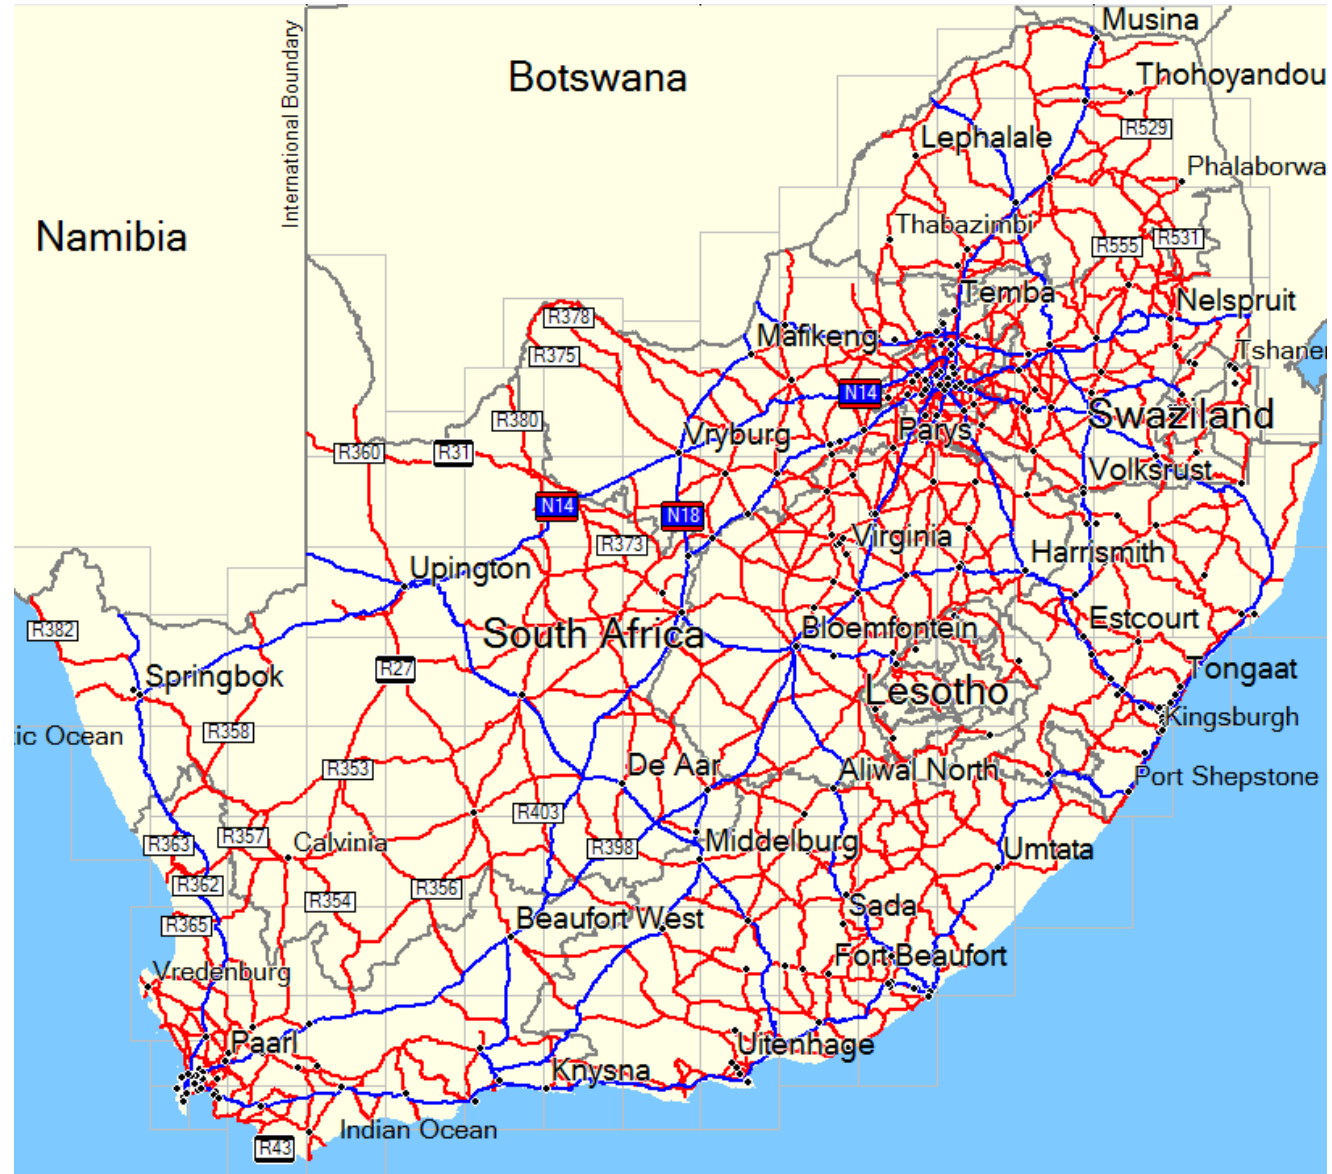 Musina
Botswana
Thohoyandou
International Boundary
R529
Lephalale
Phalaborwa
Namibia
Thabazimbi
R555
R531
Temba
Nelspruit
R378
Mafikeng
R375
Tshaner
N14
R380
Swaziland
Vryburg
Parys
R360
R31
Volksrust
N14
N18
R373
Virginia
Harrismith
Upington
R382
South Africa
Bloemfontein
Estcourt
R27
Springbok
Tongaat
Lesotho
Kingsburgh
R358
tic Ocean
R353
De Aar
Aliwal North
Port Shepstone
R403
R363
R357
Calvinia
R398
Middelburg
Umtata
R362
R356
R354
Sada
R365
Beaufort West
Fort Beaufort
Vredenburg
Paarl
Uitenhage
Knysna
Indian Ocean
R43